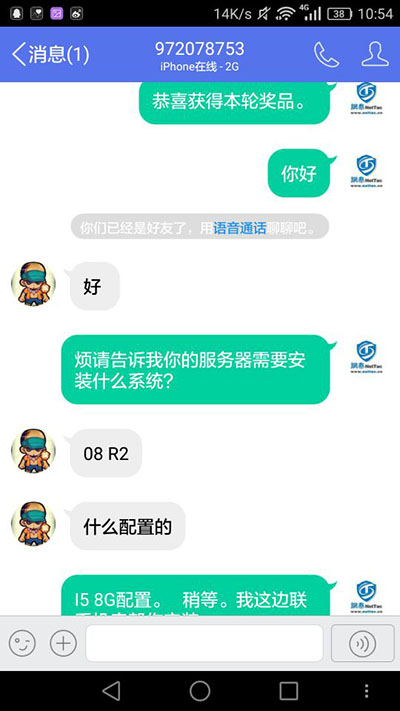 14K/s 4G 38 10:54
消息(1)
972078753
iPhone在线 - 2G
恭喜获得本轮奖品。
你好
你们已经是好友了，用语音通话聊聊吧。
好
烦请告诉我你的服务器需要安
装什么系统?
08 R2
什么配置的
I5 8G配置。 稍等。我这边联